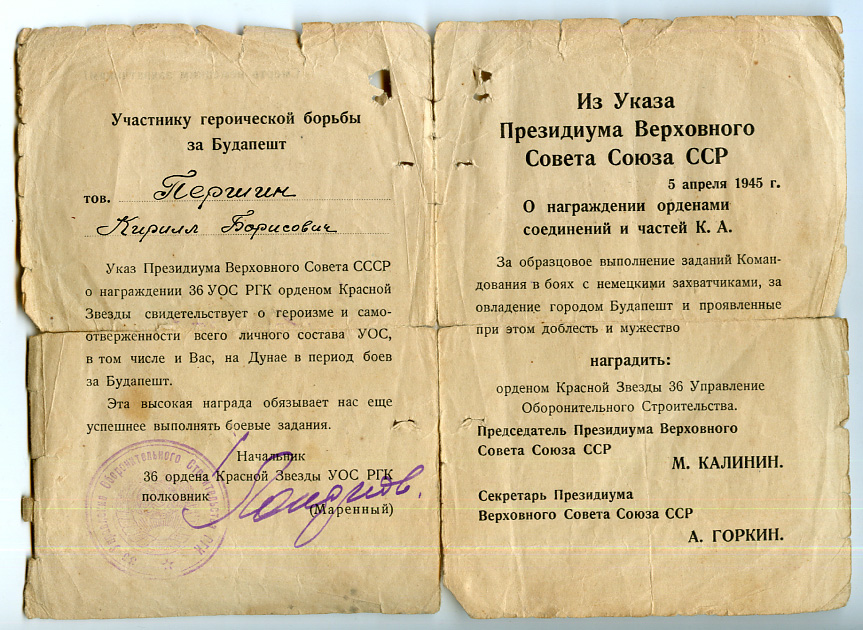 Участнику героической борьбы
за Будапешт
тов. Першин
Кирилл Борисович
Указ Президиума Верховного Совета СССР
о награждении 36 УОС РГК орденом Красной
Звезды свидетельствует о героизме и само-
отверженности всего личного состава УОС,
в том числе и Вас, на Дунае в период боев
за Будапешт.
Эта высокая награда обязывает нас еще
успешнее выполнять боевые задания.
Начальник
36 ордена Красной Звезды УОС РГК
полковник
(Маренный)
Оборонительного Строительства РГК
Из Указа
Президиума Верховного
Совета Союза ССР
5 апреля 1945 г.
О награждении орденами
соединений и частей К. А.
За образцовое выполнение заданий Коман-
дования в боях с немецкими захватчиками, за
овладение городом Будапешт и проявленные
при этом доблесть и мужество
наградить:
орденом Красной Звезды 36 Управление
Оборонительного Строительства.
Председатель Президиума Верховного
Совета Союза ССР
М. КАЛИНИН.
Секретарь Президиума
Верховного Совета Союза ССР
А. ГОРКИН.